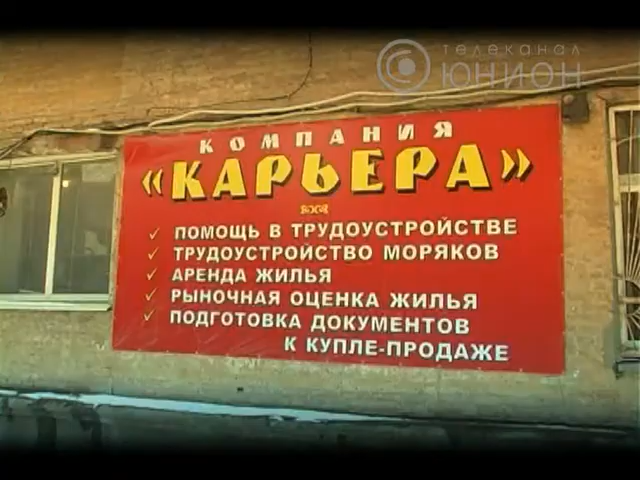 телеканал
ЮНИОН
КОМПАНИЯ
«КАРЬЕРА»
✓ ПОМОЩЬ В ТРУДОУСТРОЙСТВЕ
✓ ТРУДОУСТРОЙСТВО МОРЯКОВ
✓ АРЕНДА ЖИЛЬЯ
✓ РЫНОЧНАЯ ОЦЕНКА ЖИЛЬЯ
✓ ПОДГОТОВКА ДОКУМЕНТОВ
К КУПЛЕ-ПРОДАЖЕ